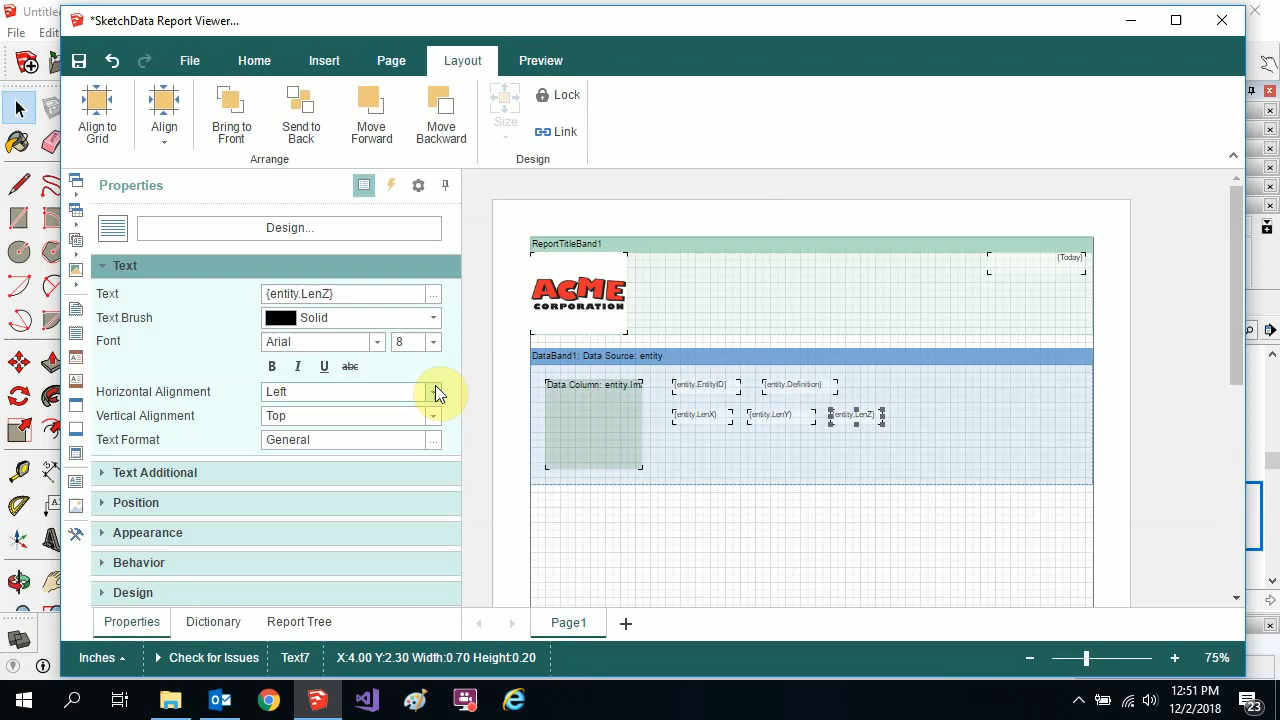 Untitled
*SketchData Report Viewer...
File Edi
File Home Insert Page Layout Preview
Align to Grid
Align
Bring to Front
Send to Back
Move Forward
Move Backward
Size
Lock
Link
Arrange
Design
Properties
Design...
Text
Text {entity.LenZ} ...
Text Brush Solid
Font Arial 8
B I U abc
Horizontal Alignment Left
Vertical Alignment Top
Text Format General ...
Text Additional
Position
Appearance
Behavior
Design
Properties Dictionary Report Tree
ReportTitleBand1
{Today}
ACME
CORPORATION
DataBand1; Data Source: entity
Data Column: entity.Im
{entity.EntityID} {entity.Definition}
{entity.LenX} {entity.LenY} {entity.LenZ}
Page1
Inches Check for Issues Text7 X:4.00 Y:2.30 Width:0.70 Height:0.20 75%
12:51 PM
12/2/2018
23